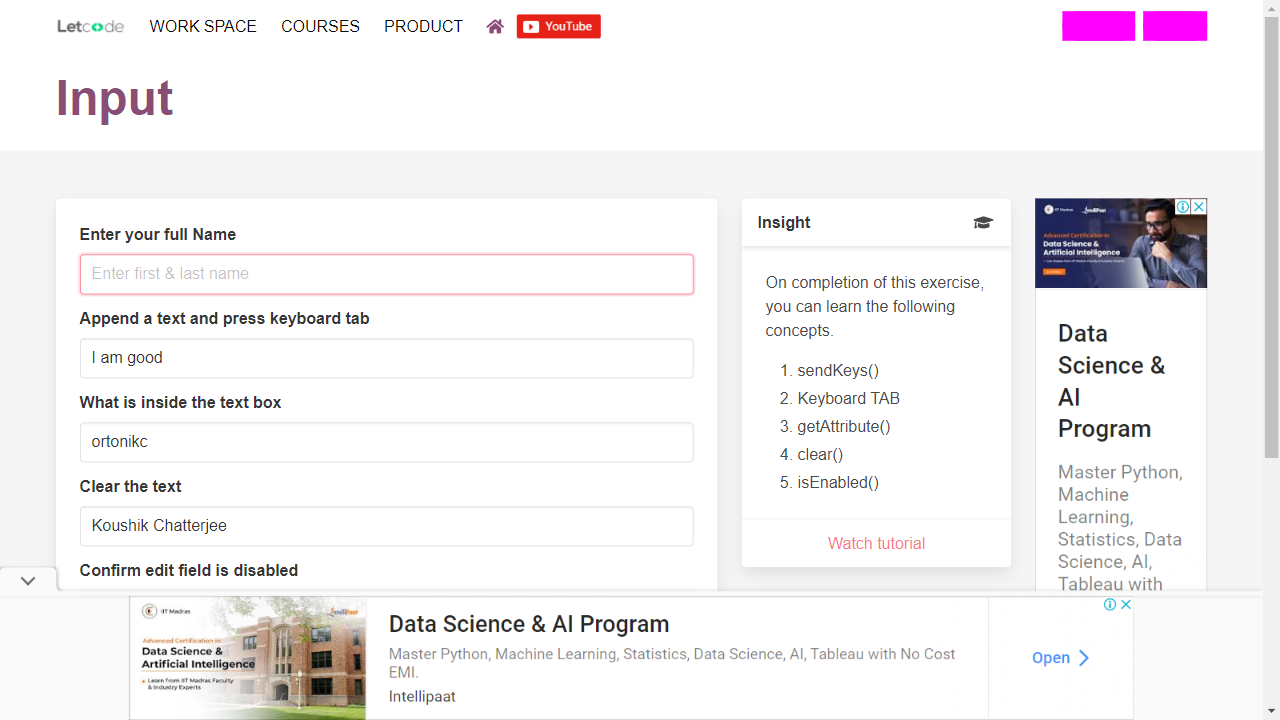 Letcode WORK SPACE COURSES PRODUCT YouTube
Input
Enter your full Name
Enter first & last name
Append a text and press keyboard tab
I am good
What is inside the text box
ortonikc
Clear the text
Koushik Chatterjee
Confirm edit field is disabled
Insight
On completion of this exercise,
you can learn the following
concepts.
1. sendKeys()
2. Keyboard TAB
3. getAttribute()
4. clear()
5. isEnabled()
Watch tutorial
IIT Madras intelliPaat
Advanced Certification in
Data Science &
Artificial Intelligence
Data
Science &
AI
Program
Master Python,
Machine
Learning,
Statistics, Data
Science, AI,
Tableau with
IIT Madras intelliPaat
Advanced Certification in
Data Science &
Artificial Intelligence
Learn from IIT Madras Faculty
& Industry Experts
Data Science & AI Program
Master Python, Machine Learning, Statistics, Data Science, AI, Tableau with No Cost
EMI.
Intellipaat
Open